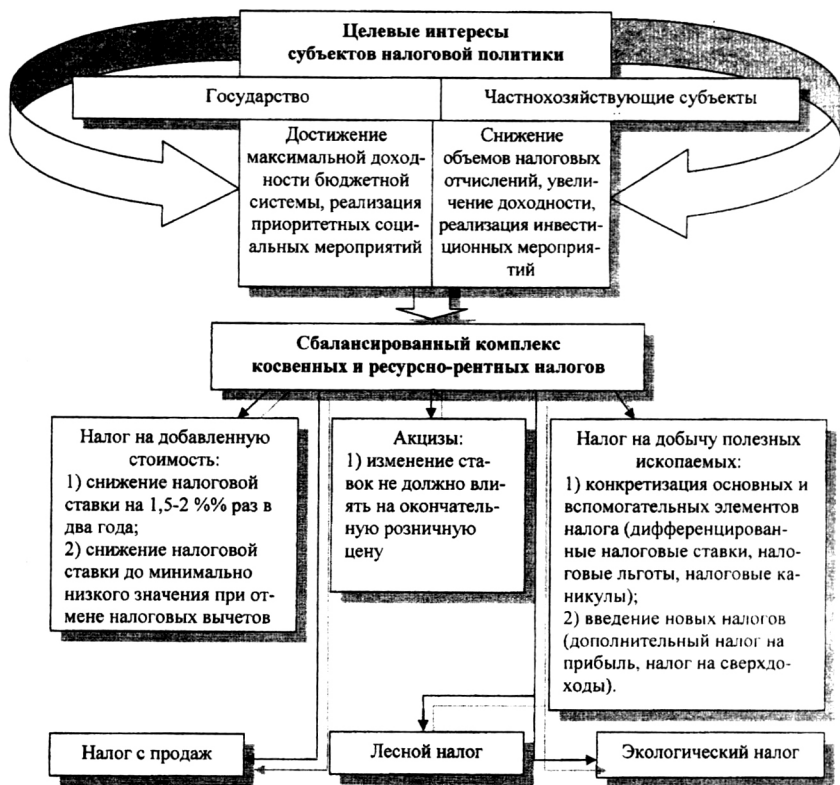 Целевые интересы
субъектов налоговой политики
Государство
Частнохозяйствующие субъекты
Достижение
максимальной доход-
ности бюджетной
системы, реализация
приоритетных соци-
альных мероприятий
Снижение
объемов налоговых
отчислений, увели-
чение доходности,
реализация инвести-
ционных мероприя-
тий
Сбалансированный комплекс
косвенных и ресурсно-рентных налогов
Налог на добавленную
стоимость:
1) снижение налоговой
ставки на 1,5-2 %% раз в
два года;
2) снижение налоговой
ставки до минимально
низкого значения при от-
мене налоговых вычетов
Акцизы:
1) изменение ста-
вок не должно вли-
ять на окончатель-
ную розничную
цену
Налог на добычу полезных
ископаемых:
1) конкретизация основных и
вспомогательных элементов
налога (дифференцирован-
ные налоговые ставки, нало-
говые льготы, налоговые ка-
никулы);
2) введение новых налогов
(дополнительный налог на
прибыль, налог на сверхдо-
ходы).
Налог с продаж
Лесной налог
Экологический налог